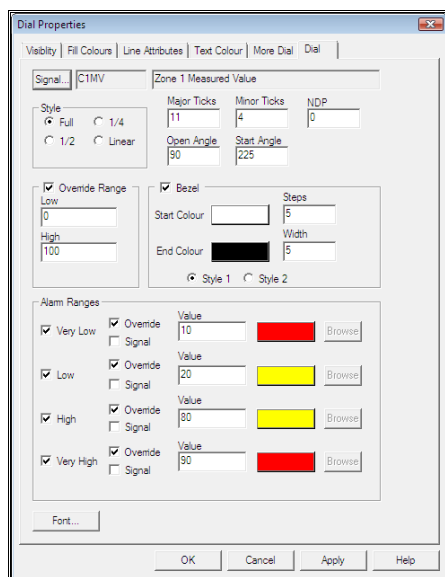 Dial Properties
Visiblity Fill Colours Line Attributes Text Colour More Dial Dial
Signal... C1MV Zone 1 Measured Value
Style
Full 1/4
1/2 Linear
Major Ticks Minor Ticks NDP
11 4 0
Open Angle Start Angle
90 225
Override Range
Low
0
High
100
Bezel
Steps
Start Colour 5
Width
End Colour 5
Style 1 Style 2
Alarm Ranges
Value
Very Low Override 10 Browse
Signal
Value
Low Override 20 Browse
Signal
Value
High Override 80 Browse
Signal
Value
Very High Override 90 Browse
Signal
Font...
OK Cancel Apply Help